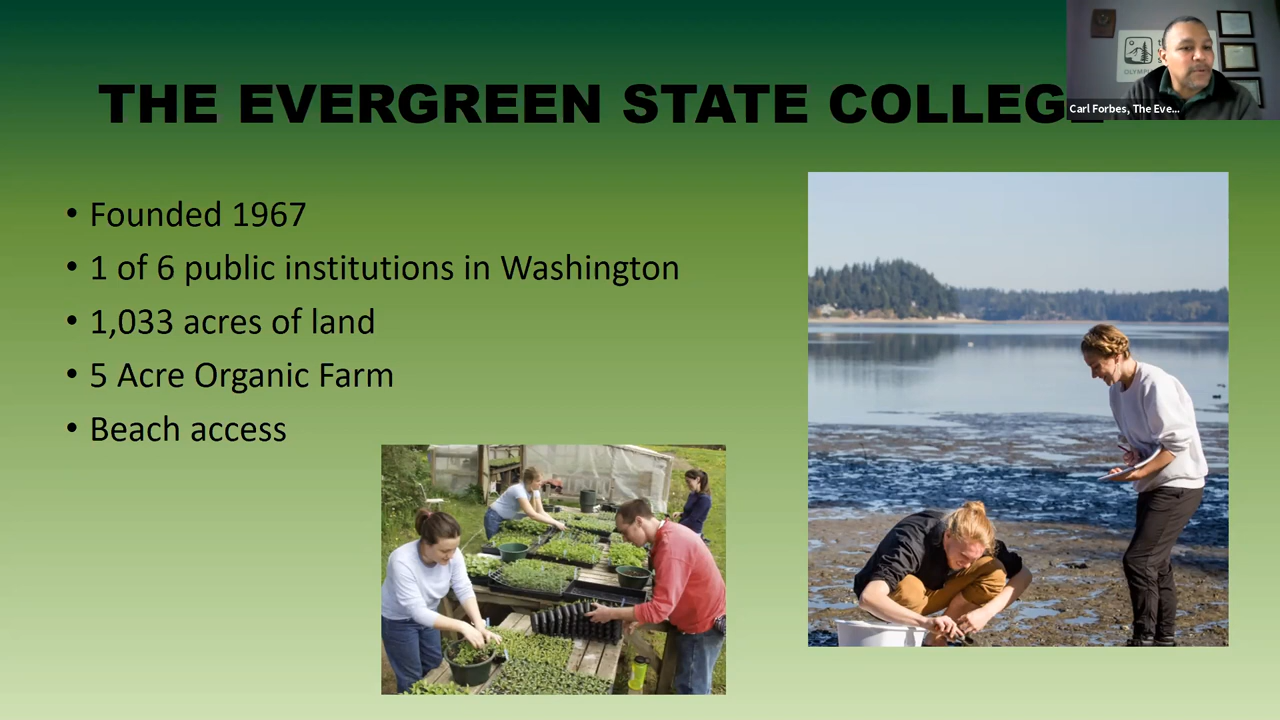 THE EVERGREEN STATE COLLEGE
Carl Forbes, The Eve...
• Founded 1967
• 1 of 6 public institutions in Washington
• 1,033 acres of land
• 5 Acre Organic Farm
• Beach access